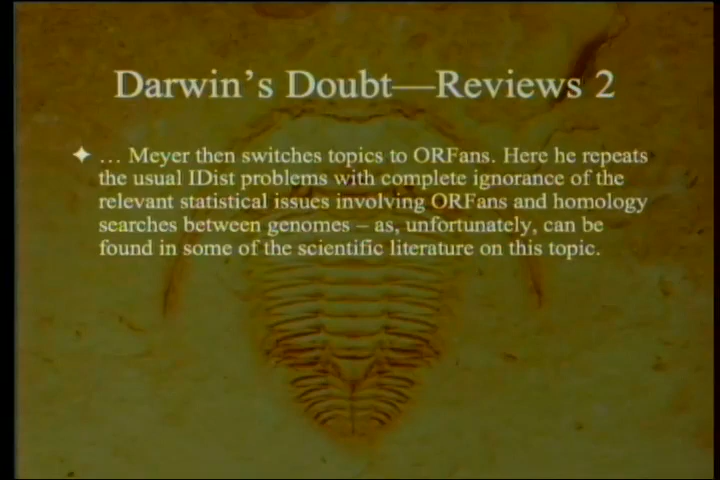 Darwin's Doubt—Reviews 2
✦ … Meyer then switches topics to ORFans. Here he repeats
the usual IDist problems with complete ignorance of the
relevant statistical issues involving ORFans and homology
searches between genomes – as, unfortunately, can be
found in some of the scientific literature on this topic.